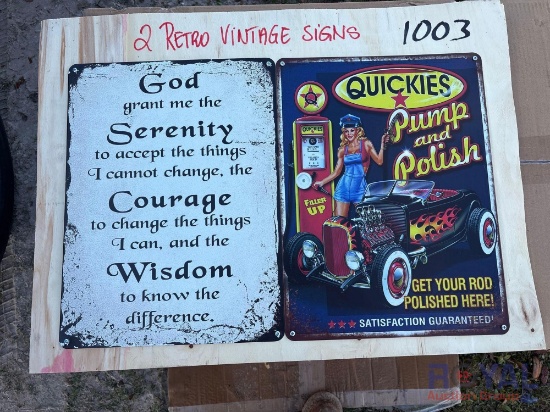 2 RETRO VINTAGE SIGNS
1003
God
grant me the
Serenity
to accept the things
I cannot change, the
Courage
to change the things
I can, and the
Wisdom
to know the
difference.
QUICKIES
Pump
and
Polish
FILLER
UP
GET YOUR ROD
POLISHED HERE!
SATISFACTION GUARANTEED!
ROYAL